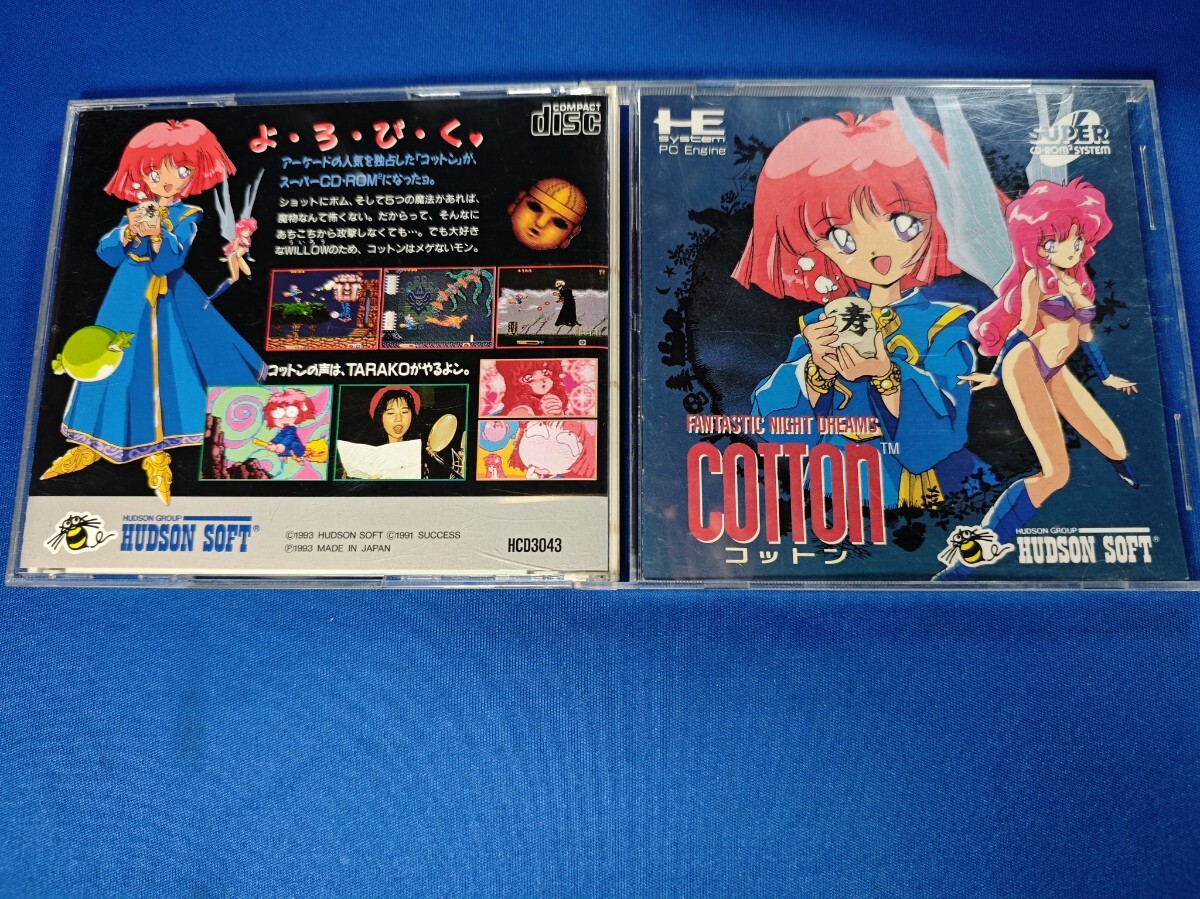 COMPACT
disc
よ・ろ・び・く♥
アーケードの人気を独占した「コットン」が、
スーパーCD・ROM²になったヨ。
ショットにボム、そして5つの魔法があれば、
魔物なんて怖くない。だからって、そんなに
あちこちから攻撃しなくても…。でも大好き
なWILLOWのため、コットンはメゲないモン。
コットンの声は、TARAKOがやるよン。
寿
HUDSON GROUP
HUDSON SOFT®
©1993 HUDSON SOFT ©1991 SUCCESS
Ⓟ1993 MADE IN JAPAN
HCD3043
HE
system
PC Engine
SUPER
CD-ROM² SYSTEM
寿
FANTASTIC NIGHT DREAMS
COTTON™
コットン
HUDSON GROUP
HUDSON SOFT®